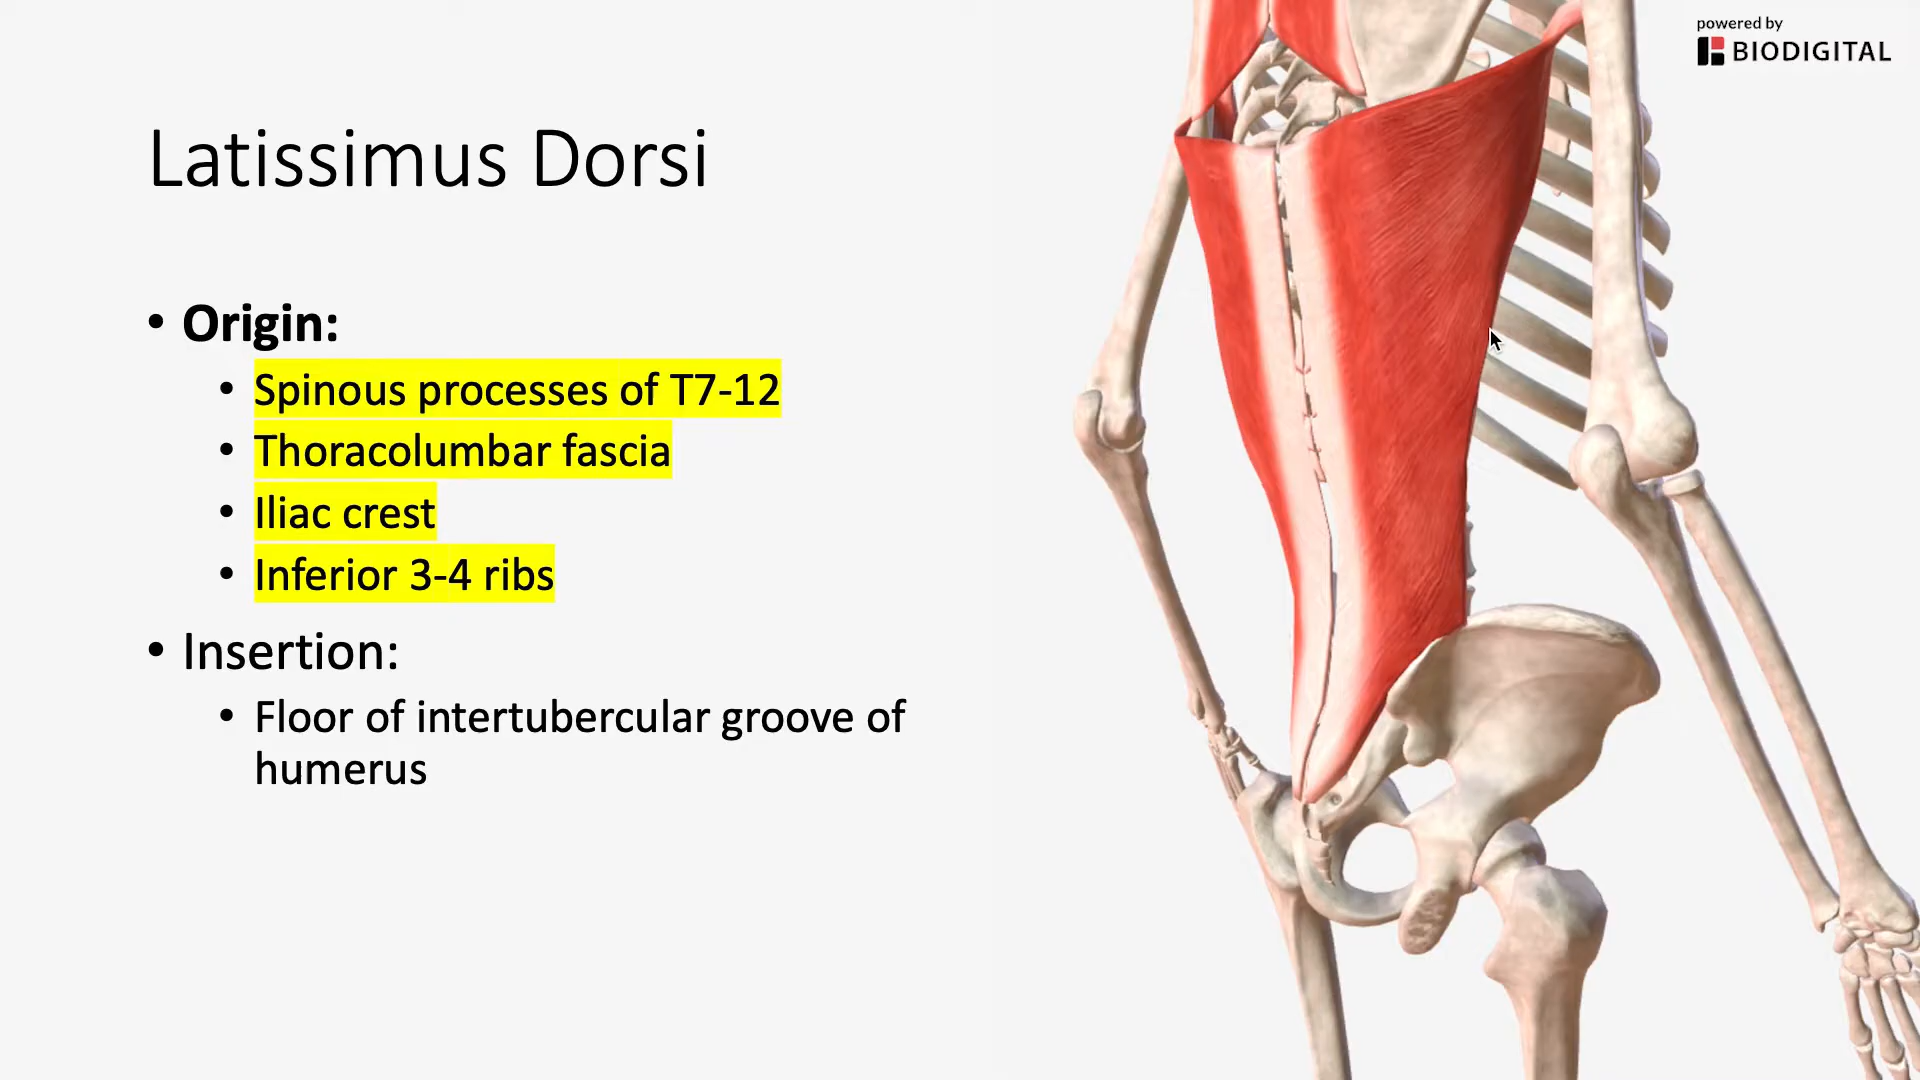 powered by
BIODIGITAL
Latissimus Dorsi
• Origin:
• Spinous processes of T7-12
• Thoracolumbar fascia
• Iliac crest
• Inferior 3-4 ribs
• Insertion:
• Floor of intertubercular groove of
humerus